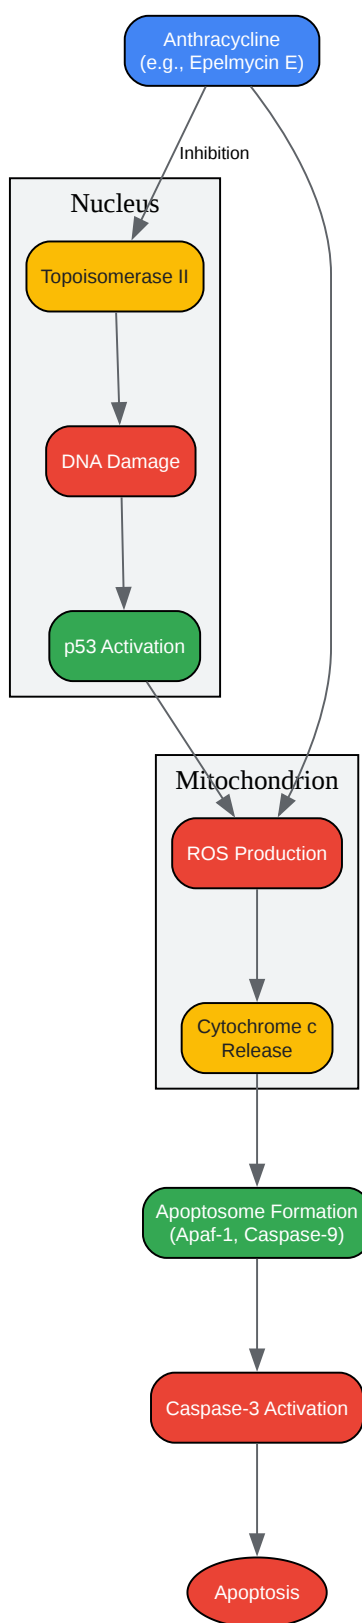 Anthracycline
(e.g., Epelmycin E)
Inhibition
Nucleus
Topoisomerase II
DNA Damage
p53 Activation
Mitochondrion
ROS Production
Cytochrome c
Release
Apoptosome Formation
(Apaf-1, Caspase-9)
Caspase-3 Activation
Apoptosis